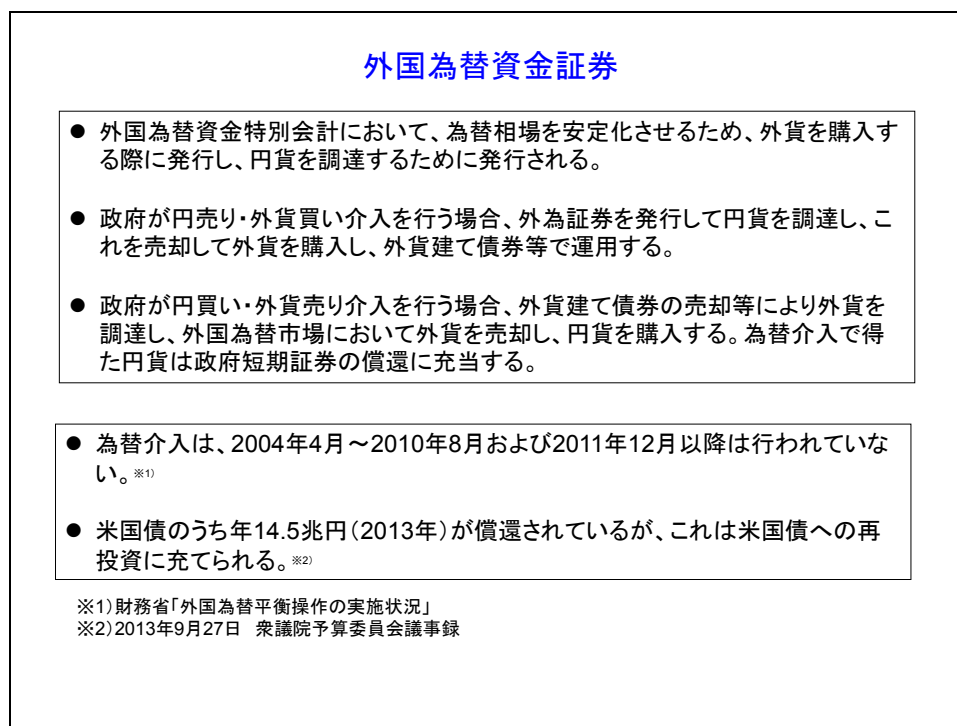 外国為替資金証券
● 外国為替資金特別会計において、為替相場を安定化させるため、外貨を購入す
る際に発行し、円貨を調達するために発行される。
● 政府が円売り・外貨買い介入を行う場合、外為証券を発行して円貨を調達し、こ
れを売却して外貨を購入し、外貨建て債券等で運用する。
● 政府が円買い・外貨売り介入を行う場合、外貨建て債券の売却等により外貨を
調達し、外国為替市場において外貨を売却し、円貨を購入する。為替介入で得
た円貨は政府短期証券の償還に充当する。
● 為替介入は、2004年4月～2010年8月および2011年12月以降は行われていな
い。※1)
● 米国債のうち年14.5兆円(2013年)が償還されているが、これは米国債への再
投資に充てられる。※2)
※1)財務省「外国為替平衡操作の実施状況」
※2)2013年9月27日 衆議院予算委員会議事録